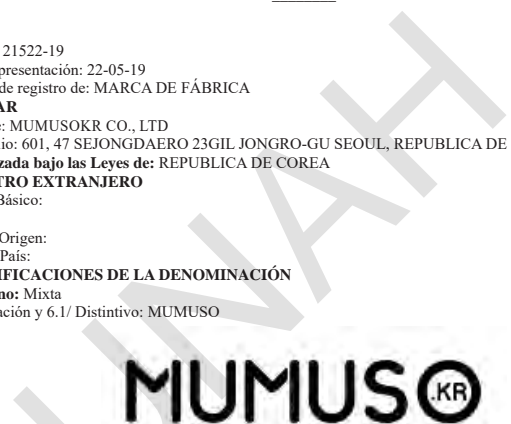 21522-19
presentación: 22-05-19
de registro de: MARCA DE FÁBRICA
AR
e: MUMUSOKR CO., LTD
io: 601, 47 SEJONGDAERO 23GIL JONGRO-GU SEOUL, REPUBLICA DE
zada bajo las Leyes de: REPUBLICA DE COREA
TRO EXTRANJERO
Básico:
Origen:
País:
IFICACIONES DE LA DENOMINACIÓN
no: Mixta
ación y 6.1/ Distintivo: MUMUSO
MUMUSO .KR
UNAH